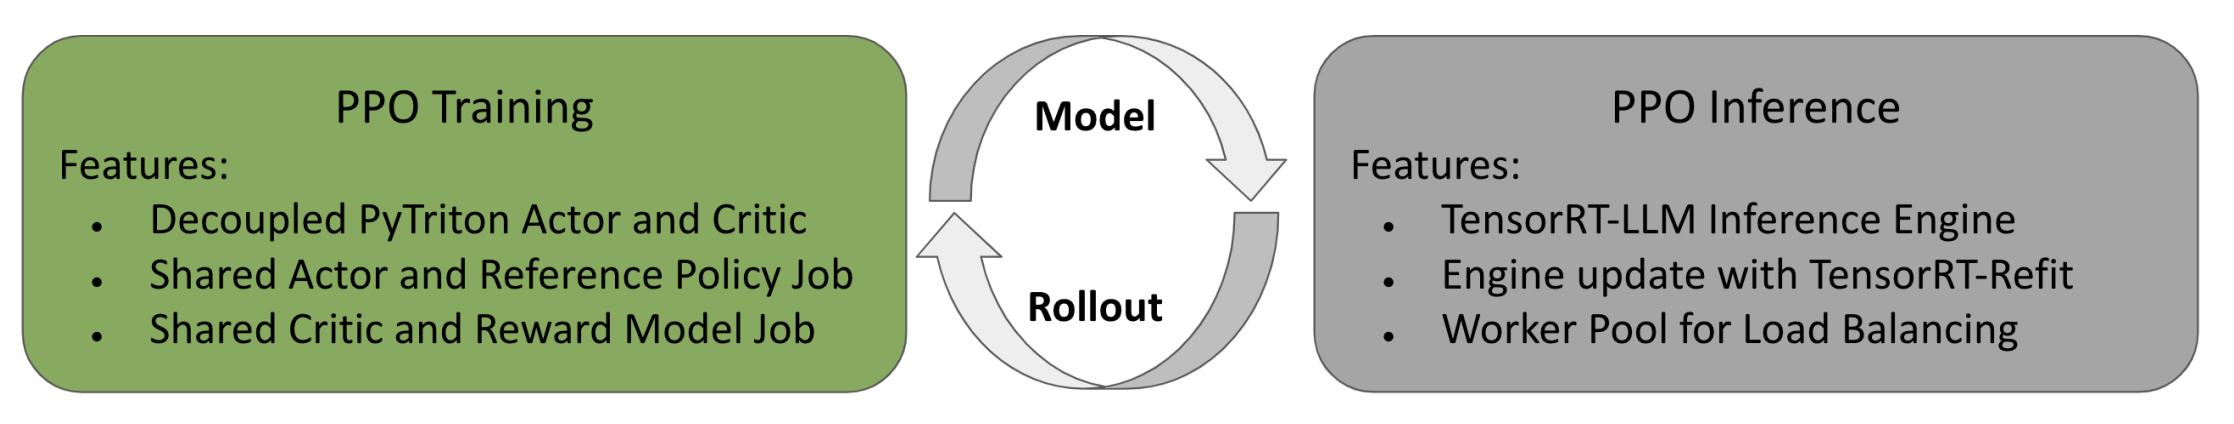 PPO Training
Features:
• Decoupled PyTriton Actor and Critic
• Shared Actor and Reference Policy Job
• Shared Critic and Reward Model Job
Model
Rollout
PPO Inference
Features:
• TensorRT-LLM Inference Engine
• Engine update with TensorRT-Refit
• Worker Pool for Load Balancing